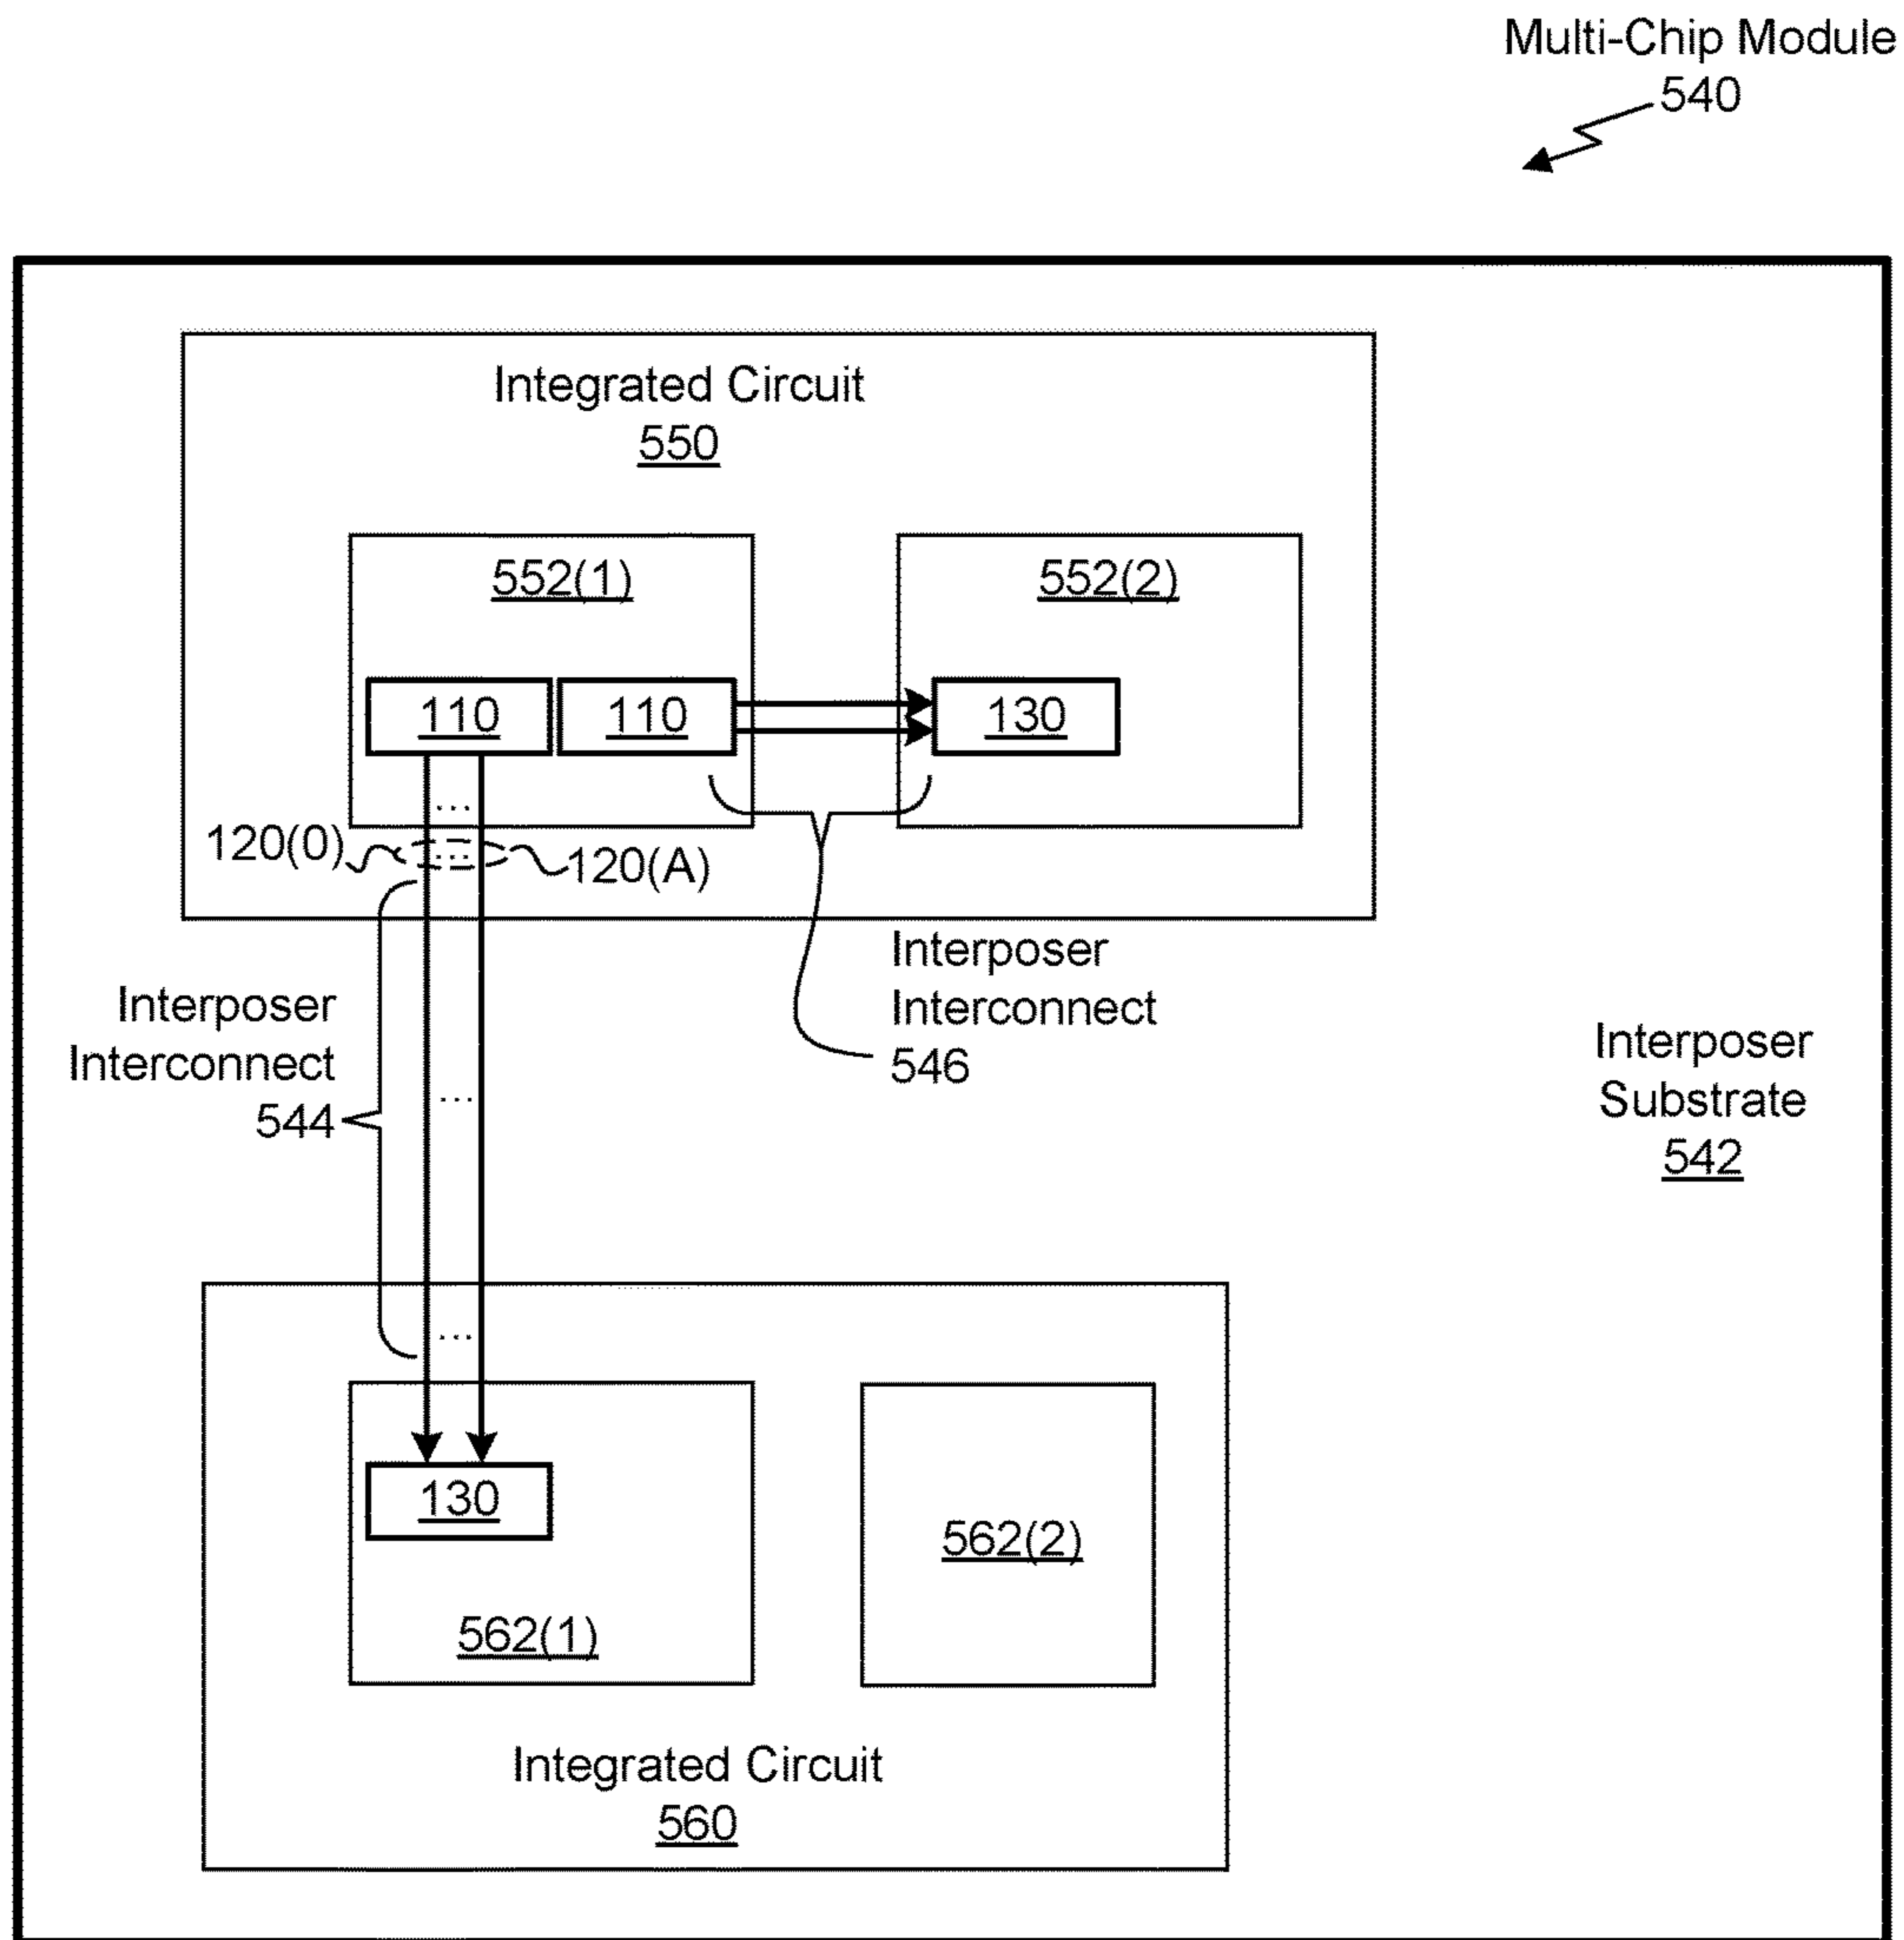 Multi-Chip Module
540
Integrated Circuit
550
552(1)
552(2)
110
110
130
...
120(0)
...
120(A)
Interposer
Interconnect
544
Interposer
Interconnect
546
Interposer
Substrate
542
...
...
130
562(1)
562(2)
Integrated Circuit
560